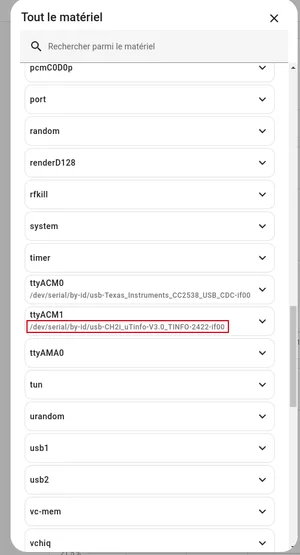 Tout le matériel
Rechercher parmi le matériel
pcmC0D0p
port
random
renderD128
rfkill
system
timer
ttyACM0
/dev/serial/by-id/usb-Texas_Instruments_CC2538_USB_CDC-if00
ttyACM1
/dev/serial/by-id/usb-CH2i_uTinfo-V3.0_TINFO-2422-if00
ttyAMA0
tun
urandom
usb1
usb2
vc-mem
vchiq